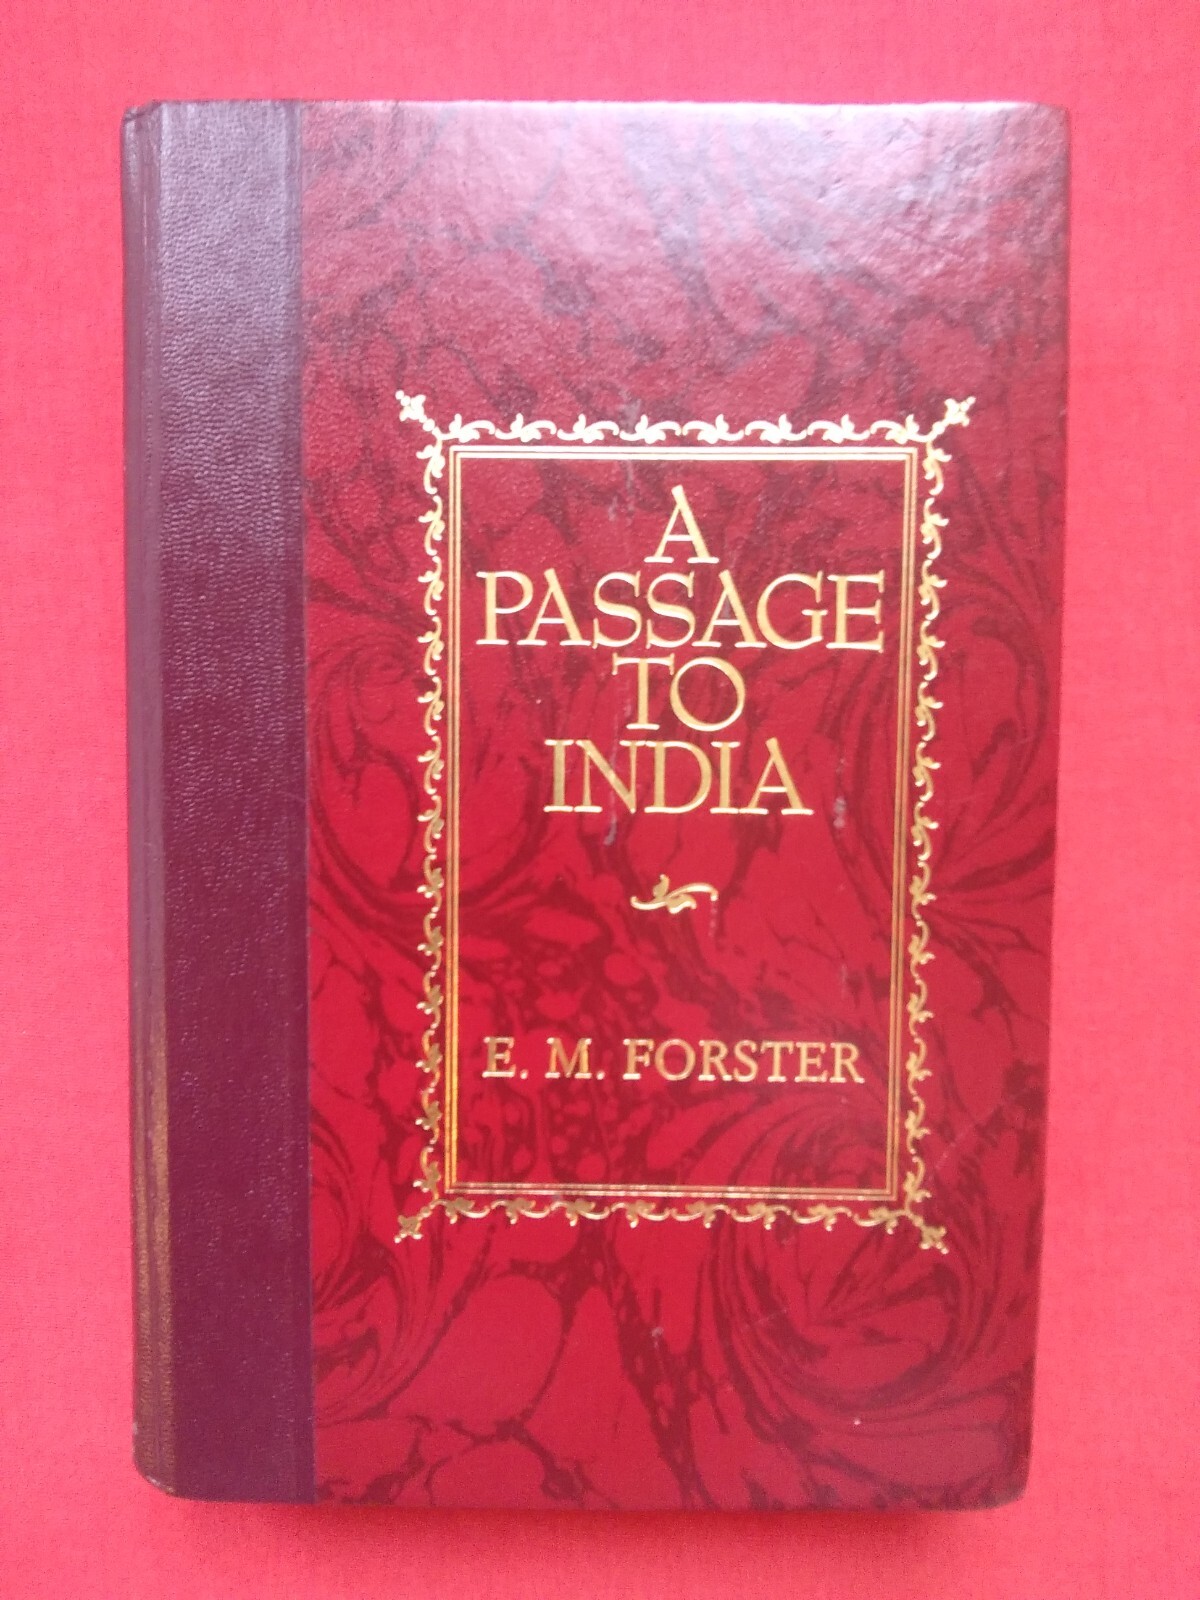 A
PASSAGE
TO
INDIA
E. M. FORSTER